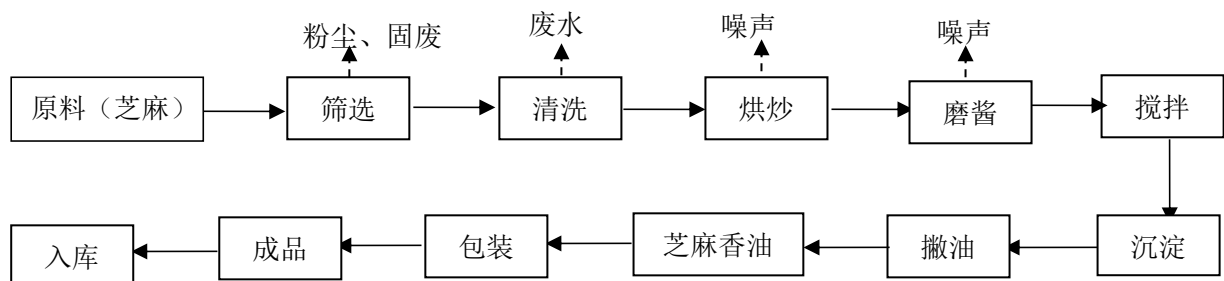 粉尘、固废
废水
噪声
噪声
原料（芝麻）
筛选
清洗
烘炒
磨酱
搅拌
入库
成品
包装
芝麻香油
撇油
沉淀